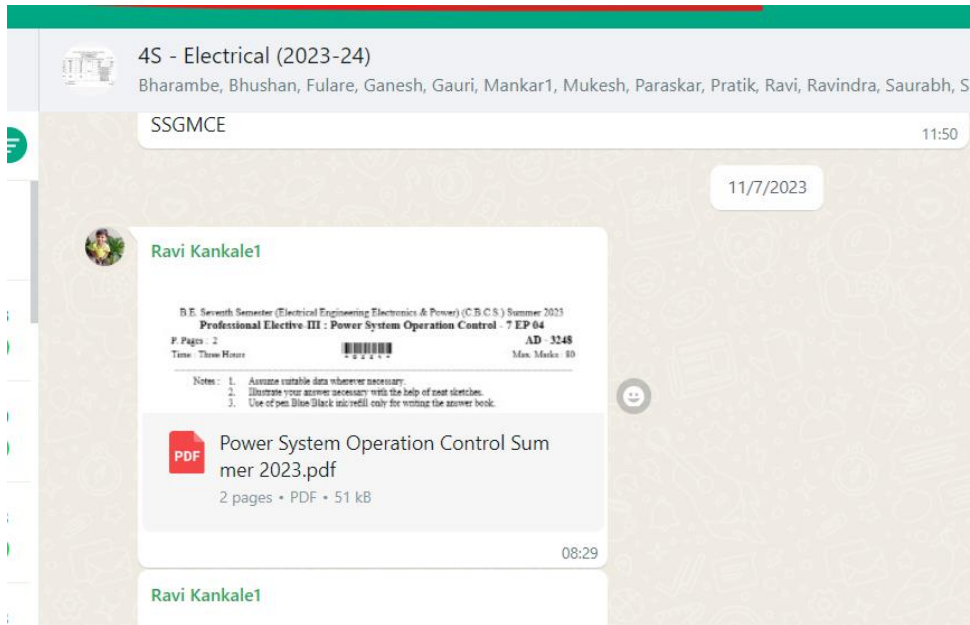 4S - Electrical (2023-24)
Bharambe, Bhushan, Fulare, Ganesh, Gauri, Mankar1, Mukesh, Paraskar, Pratik, Ravi, Ravindra, Saurabh, S
SSGMCE
11:50
11/7/2023
Ravi Kankale1
B.E. Seventh Semester (Electrical Engineering Electronics & Power) (C.B.C.S.) Summer 2023
Professional Elective-III : Power System Operation Control - 7 EP 04
P. Pages : 2
AD - 3248
Time : Three Hours
Max. Marks : 80
Notes : 1. Assume suitable data wherever necessary.
2. Illustrate your answer necessary with the help of neat sketches.
3. Use of pen Blue/Black ink/refill only for writing the answer book.
PDF
Power System Operation Control Sum
mer 2023.pdf
2 pages • PDF • 51 kB
08:29
Ravi Kankale1